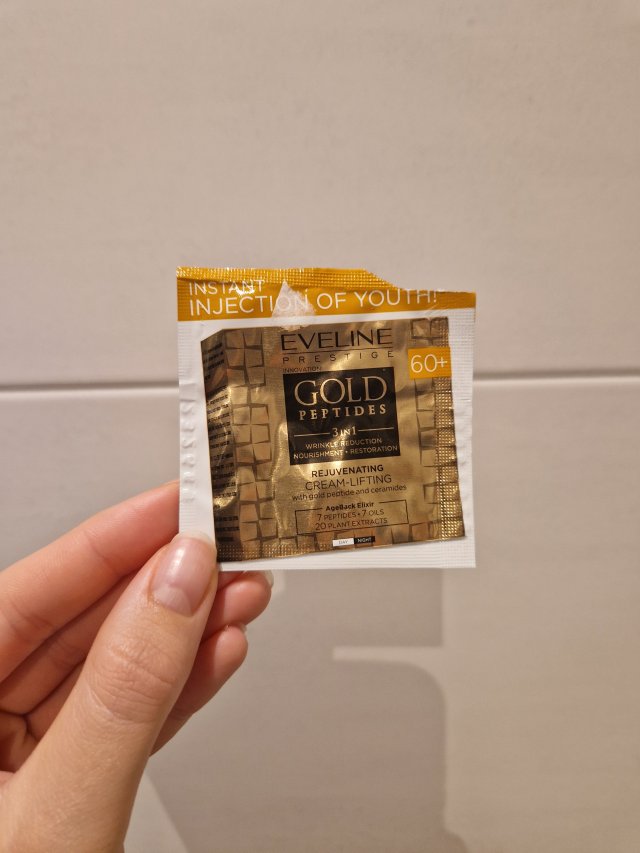 INSTANT
INJECTION OF YOUTH!
EVELINE
PRESTIGE
INNOVATION
60+
GOLD
PEPTIDES
3 IN 1
WRINKLE REDUCTION
NOURISHMENT • RESTORATION
REJUVENATING
CREAM-LIFTING
with gold peptide and ceramides
AgeBack Elixir
7 PEPTIDES • 7 OILS
20 PLANT EXTRACTS
DAY NIGHT